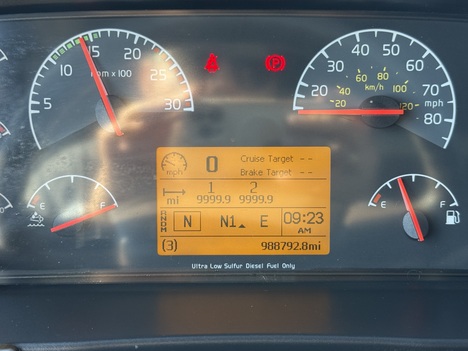 5 10 15 20 25 30
rpm x 100
20 30 40 50 60 70 80
20 40 60 80 100 120
km/h
mph
0
mph
Cruise Target --
Brake Target --
1 2
9999.9 9999.9
RNDM
N N1 E 09:23
AM
(3) 988792.8mi
E F
E F
Ultra Low Sulfur Diesel Fuel Only